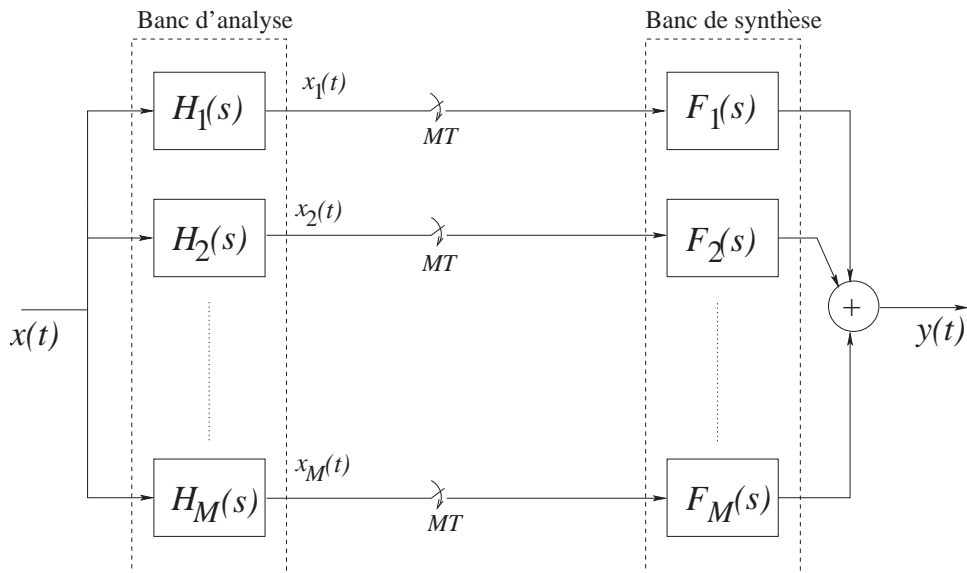 Banc d'analyse
Banc de synthèse
H1(s)
x1(t)
MT
F1(s)
H2(s)
x2(t)
MT
F2(s)
x(t)
+
y(t)
HM(s)
xM(t)
MT
FM(s)